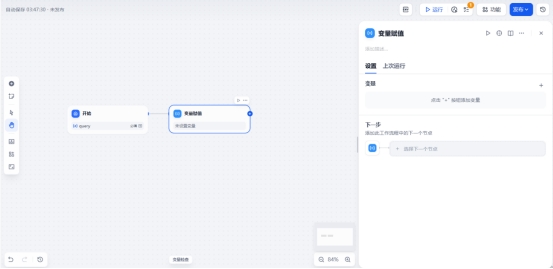 自动保存 03:47:30 · 未发布
运行
功能
发布
变量赋值
添加描述...
设置 上次运行
变量
点击 "+" 按钮添加变量
下一步
添加此工作流程中的下一个节点
选择下一个节点
开始
query
变量赋值
未设置变量
变量检查
84%